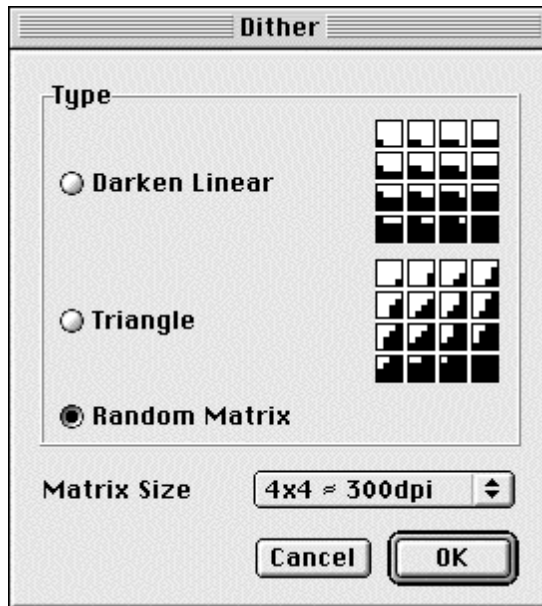 Dither
Type
Darken Linear
Triangle
Random Matrix
Matrix Size
4x4 ≈ 300dpi
Cancel
OK